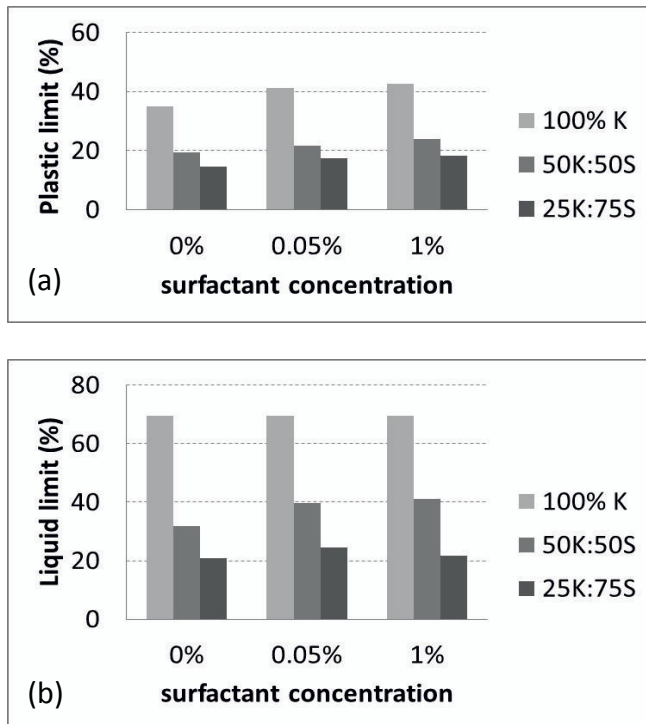 Plastic limit (%)
60
40
20
0
0% 0.05% 1%
surfactant concentration
100% K
50K:50S
25K:75S
(a)
Liquid limit (%)
80
60
40
20
0
0% 0.05% 1%
surfactant concentration
100% K
50K:50S
25K:75S
(b)